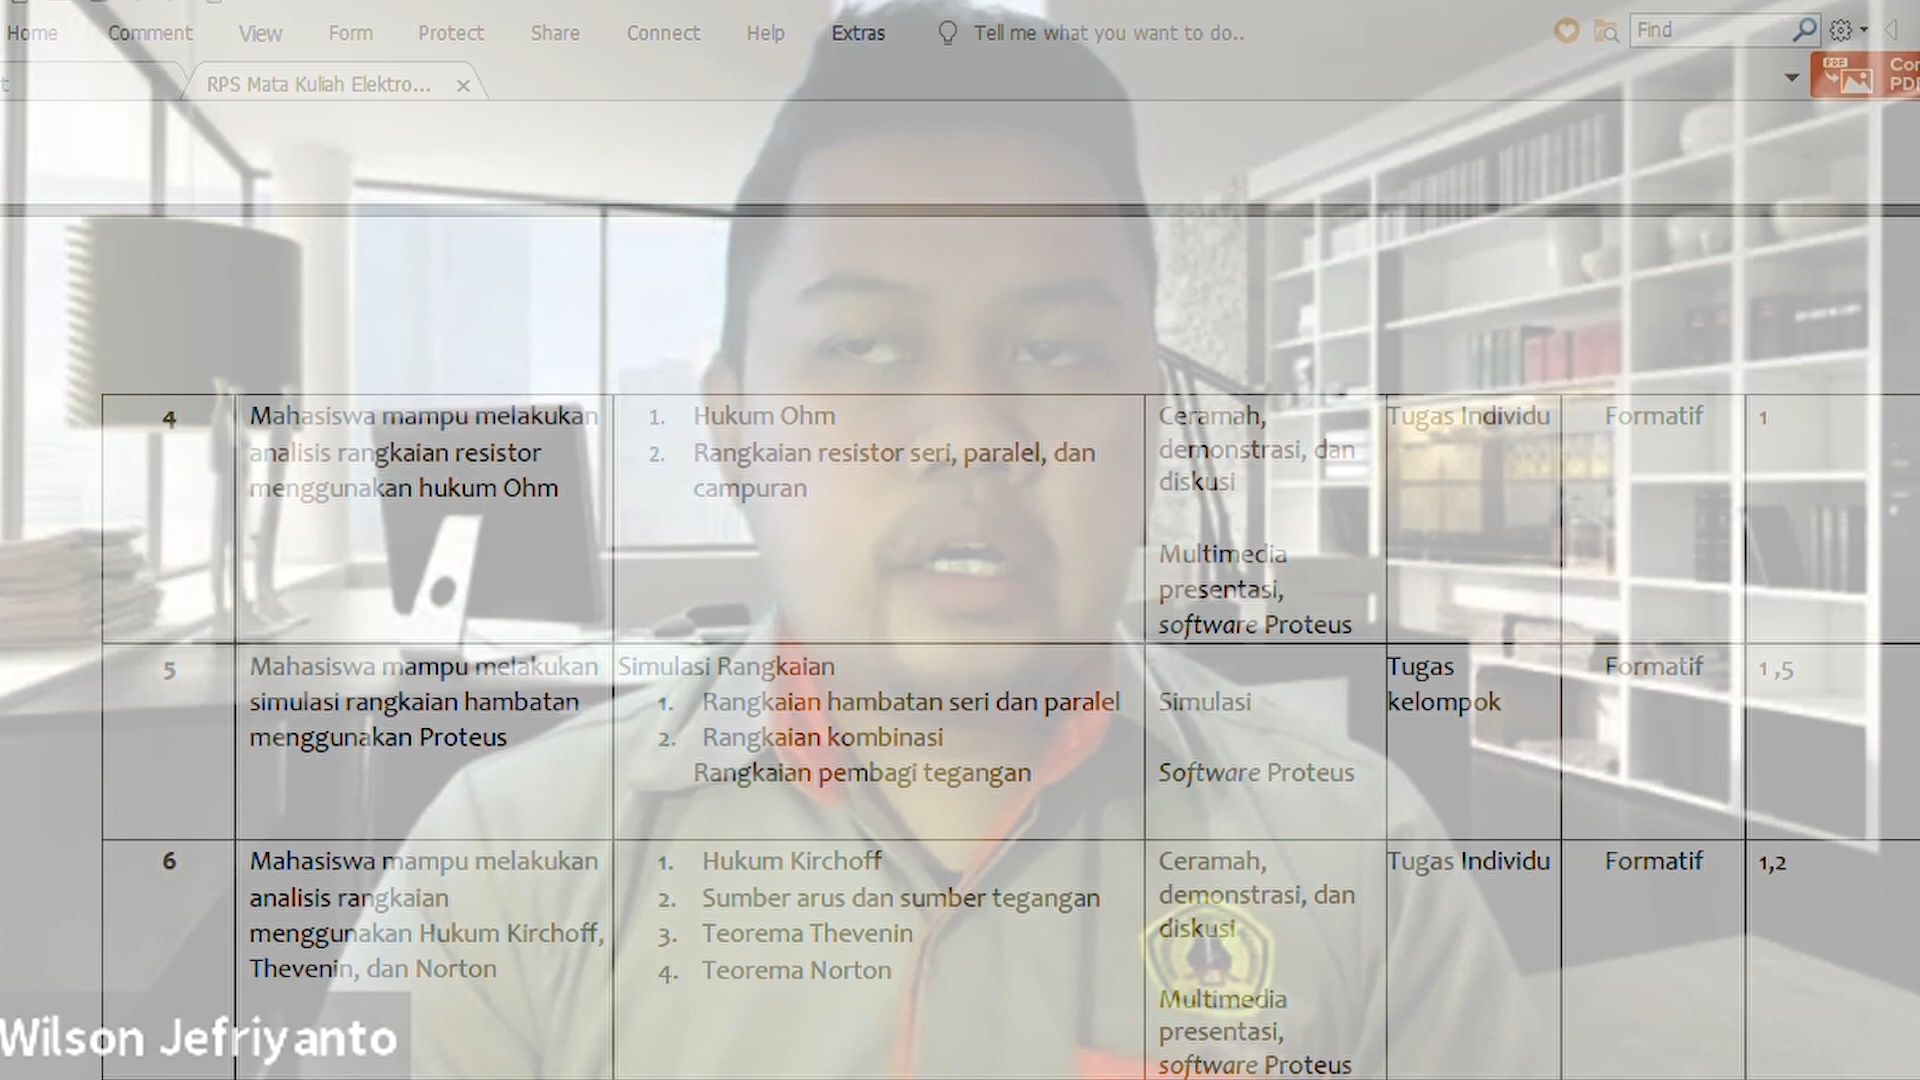 Home Comment View Form Protect Share Connect Help Extras Tell me what you want to do.. Find
t RPS Mata Kuliah Elektro... PDF Con
PDF
4 Mahasiswa mampu melakukan 1. Hukum Ohm Ceramah, Tugas Individu Formatif 1
analisis rangkaian resistor 2. Rangkaian resistor seri, paralel, dan demonstrasi, dan
menggunakan hukum Ohm campuran diskusi
Multimedia
presentasi,
software Proteus
5 Mahasiswa mampu melakukan Simulasi Rangkaian Tugas Formatif 1,5
simulasi rangkaian hambatan 1. Rangkaian hambatan seri dan paralel Simulasi kelompok
menggunakan Proteus 2. Rangkaian kombinasi
Rangkaian pembagi tegangan Software Proteus
6 Mahasiswa mampu melakukan 1. Hukum Kirchoff Ceramah, Tugas Individu Formatif 1,2
analisis rangkaian 2. Sumber arus dan sumber tegangan demonstrasi, dan
menggunakan Hukum Kirchoff, 3. Teorema Thevenin diskusi
Thevenin, dan Norton 4. Teorema Norton
Multimedia
presentasi,
software Proteus
Wilson Jefriyanto